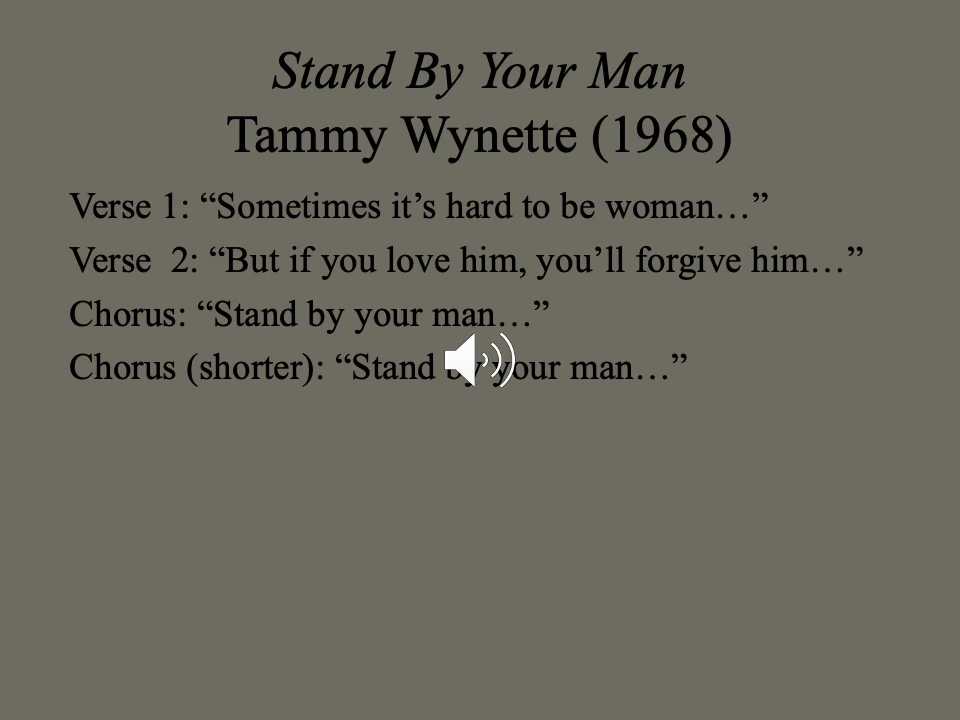 Stand By Your Man
Tammy Wynette (1968)
Verse 1: “Sometimes it’s hard to be woman…”
Verse  2: “But if you love him, you’ll forgive him…”
Chorus: “Stand by your man…”
Chorus (shorter): “Stand by your man…”